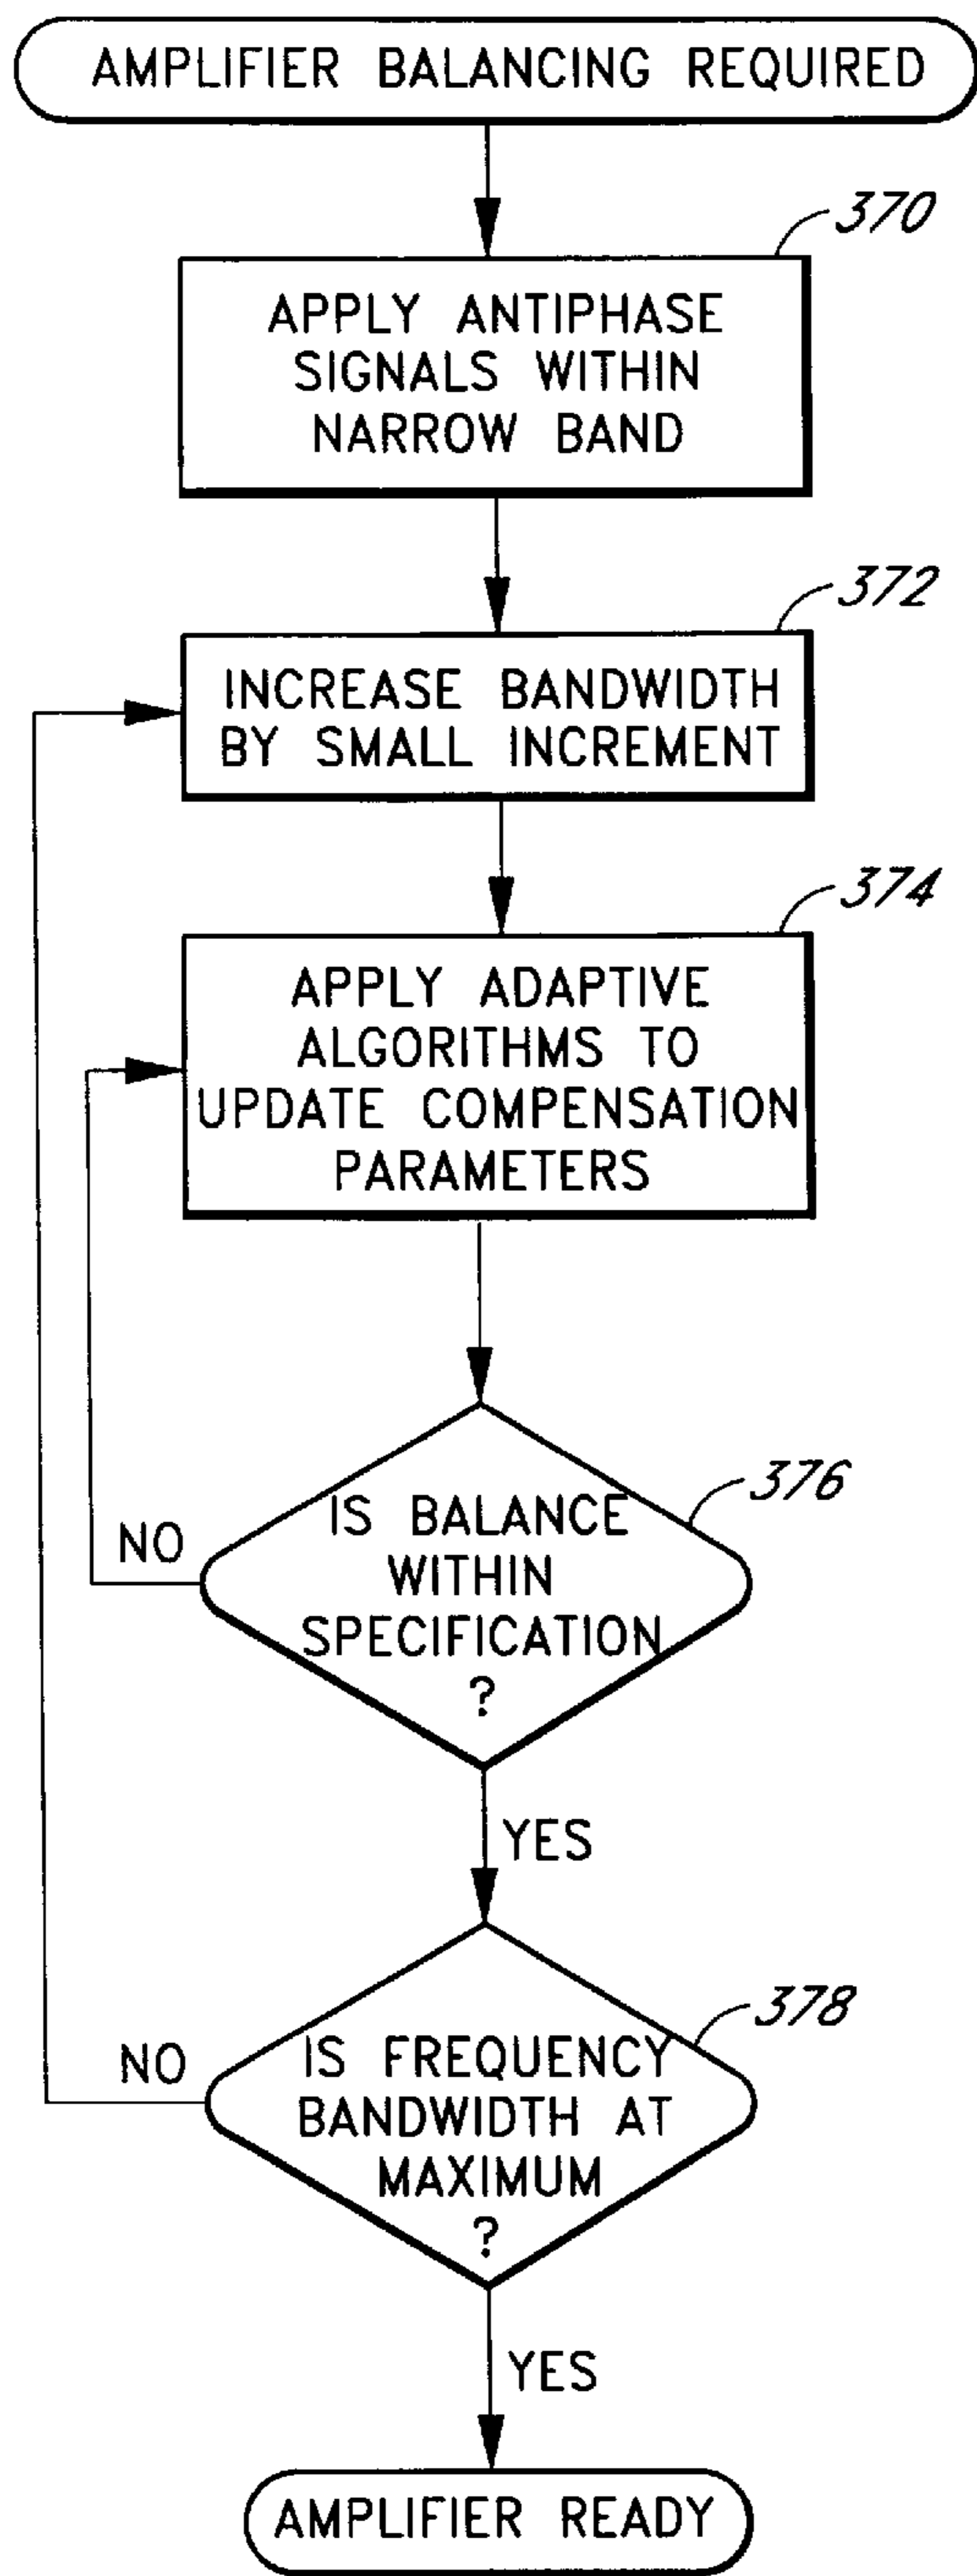 AMPLIFIER BALANCING REQUIRED
370
APPLY ANTIPHASE
SIGNALS WITHIN
NARROW BAND
372
INCREASE BANDWIDTH
BY SMALL INCREMENT
374
APPLY ADAPTIVE
ALGORITHMS TO
UPDATE COMPENSATION
PARAMETERS
376
IS BALANCE
WITHIN
SPECIFICATION
?
NO
YES
378
IS FREQUENCY
BANDWIDTH AT
MAXIMUM
?
NO
YES
AMPLIFIER READY